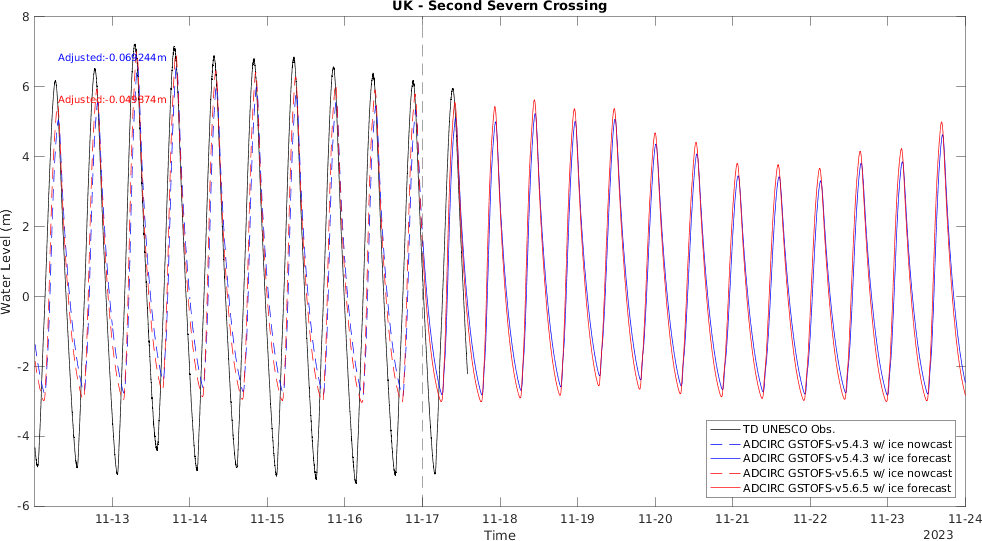 UK - Second Severn Crossing
8
6
4
2
0
-2
-4
-6
Water Level (m)
Adjusted:-0.069244m
Adjusted:-0.049374m
TD UNESCO Obs.
ADCIRC GSTOFS-v5.4.3 w/ ice nowcast
ADCIRC GSTOFS-v5.4.3 w/ ice forecast
ADCIRC GSTOFS-v5.6.5 w/ ice nowcast
ADCIRC GSTOFS-v5.6.5 w/ ice forecast
11-13 11-14 11-15 11-16 11-17 11-18 11-19 11-20 11-21 11-22 11-23 11-24
Time
2023